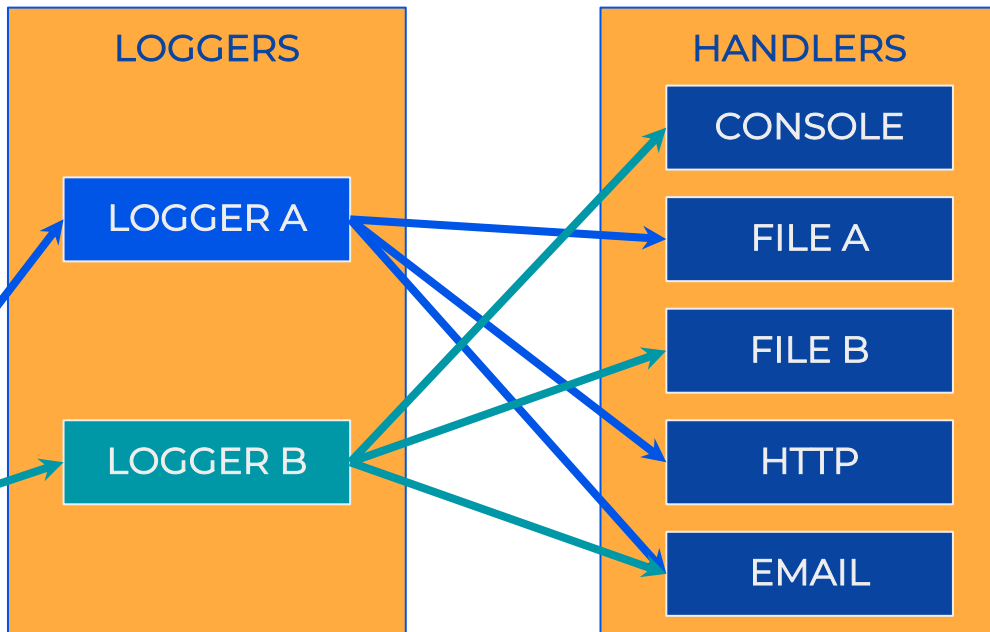 LOGGERS
LOGGER A
LOGGER B
HANDLERS
CONSOLE
FILE A
FILE B
HTTP
EMAIL